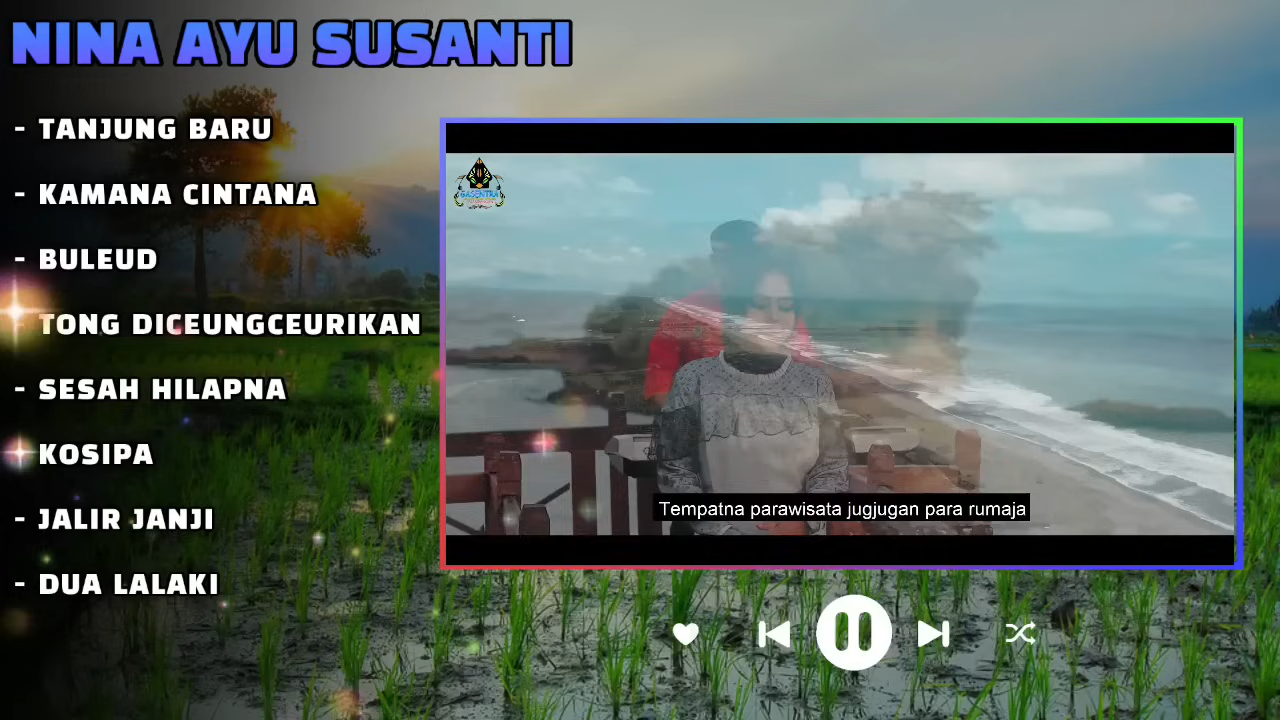 NINA AYU SUSANTI
- TANJUNG BARU
- KAMANA CINTANA
- BULEUD
- TONG DICEUNGCEURIKAN
- SESAH HILAPNA
- KOSIPA
- JALIR JANJI
- DUA LALAKI
GASENTRA
Tempatna parawisata jugjugan para rumaja